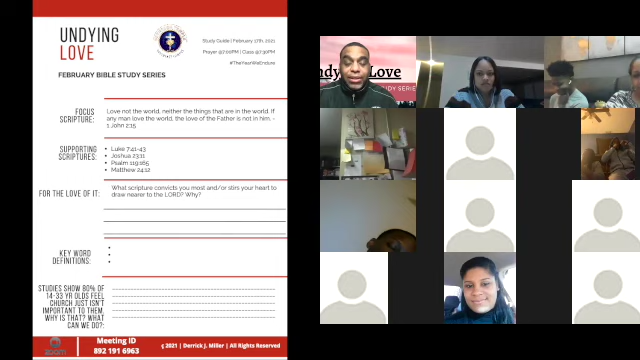 UNDYING
LOVE
Study Guide | February 17th, 2021
Prayer @7:00PM | Class @7:30PM
#TheYearWeEndure
FEBRUARY BIBLE STUDY SERIES
FOCUS
SCRIPTURE:
Love not the world, neither the things that are in the world. If
any man love the world, the love of the Father is not in him. -
1 John 2:15
SUPPORTING
SCRIPTURES:
• Luke 7:41-43
• Joshua 23:11
• Psalm 119:165
• Matthew 24:12
FOR THE LOVE OF IT:
What scripture convicts you most and/or stirs your heart to
draw nearer to the LORD? Why?
KEY WORD
DEFINITIONS:
STUDIES SHOW 80% OF
14-33 YR OLDS FEEL
CHURCH JUST ISN'T
IMPORTANT TO THEM.
WHY IS THAT? WHAT
CAN WE DO?:
zoom
Meeting ID
892 191 6963
© 2021 | Derrick J. Miller | All Rights Reserved
Love
STUDY SERIES